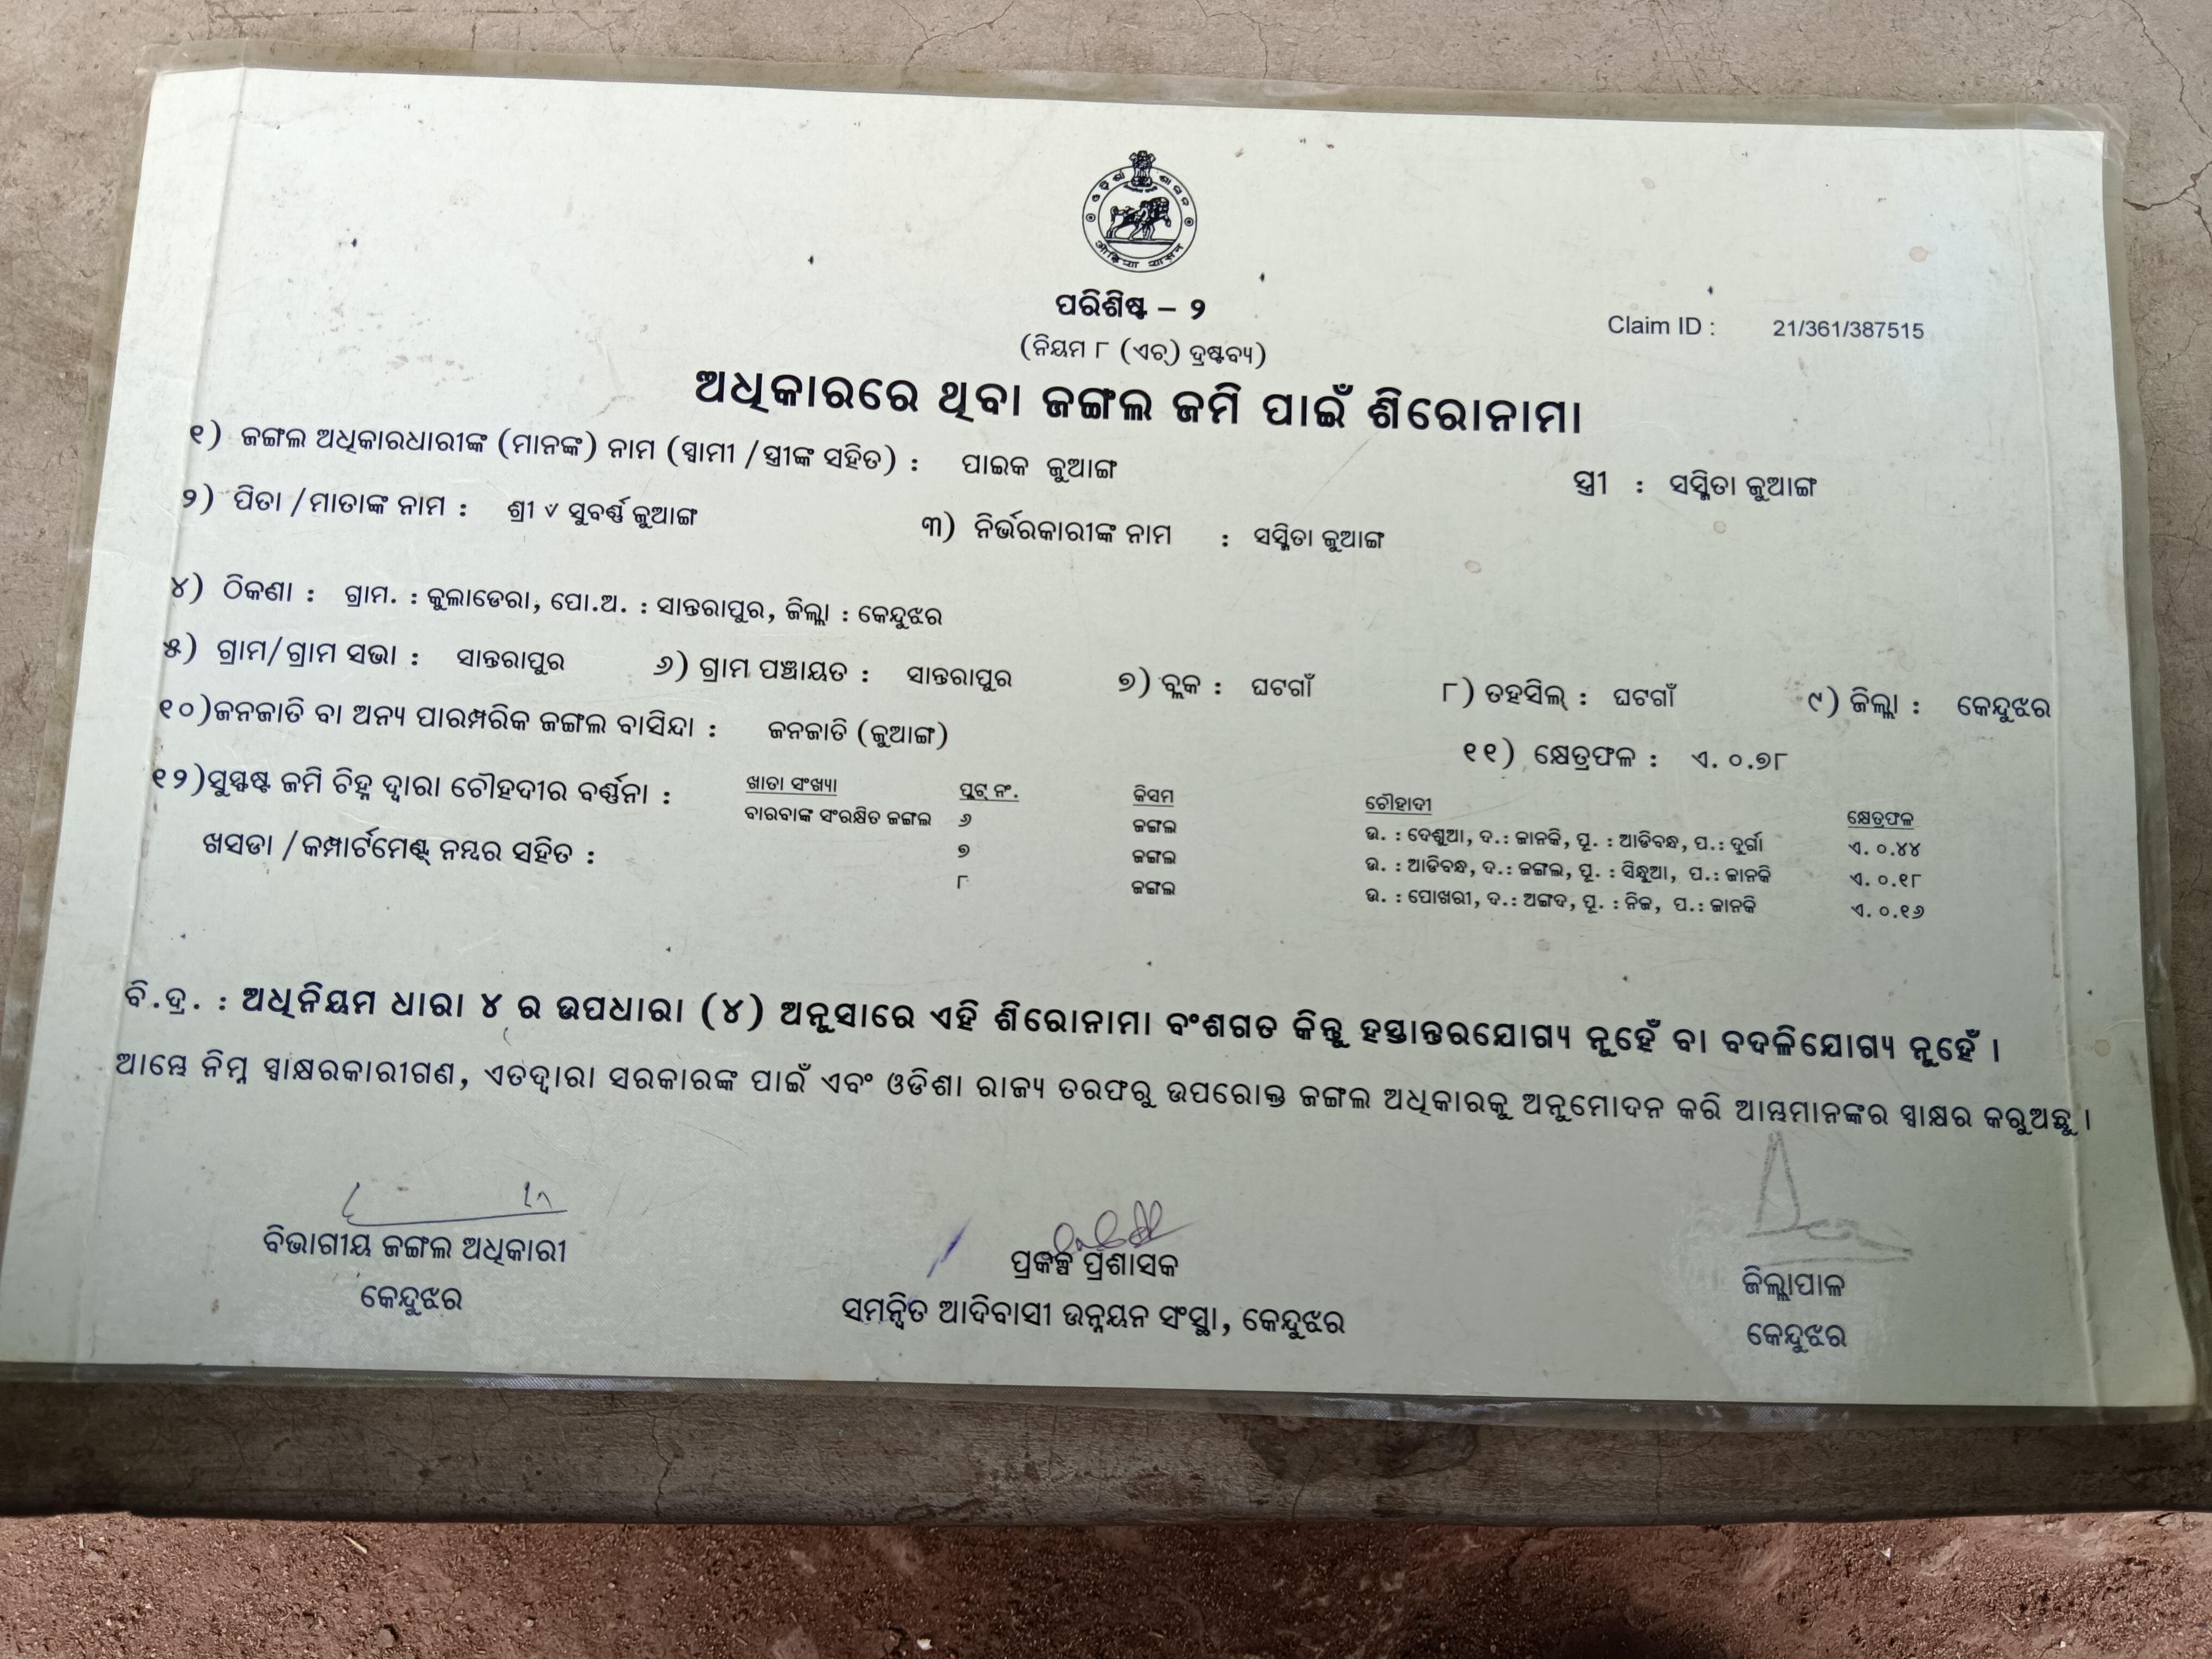 ଓଡ଼ିଶା ଶାସନ
ओड़िशा शासन
ପରିଶିଷ୍ଟ – ୨
(ନିୟମ ୮ (ଏଚ୍) ଦ୍ରଷ୍ଟବ୍ୟ)
Claim ID : 21/361/387515
ଅଧିକାରରେ ଥିବା ଜଙ୍ଗଲ ଜମି ପାଇଁ ଶିରୋନାମା
୧) ଜଙ୍ଗଲ ଅଧିକାରଧାରୀଙ୍କ (ମାନଙ୍କ) ନାମ (ସ୍ୱାମୀ /ସ୍ତ୍ରୀଙ୍କ ସହିତ) : ପାଇକ ଜୁଆଙ୍ଗ ସ୍ତ୍ରୀ : ସସ୍ମିତା ଜୁଆଙ୍ଗ
୨) ପିତା /ମାତାଙ୍କ ନାମ : ଶ୍ରୀ ୰ ସୁବର୍ଣ୍ଣ ଜୁଆଙ୍ଗ ୩) ନିର୍ଭରକାରୀଙ୍କ ନାମ : ସସ୍ମିତା ଜୁଆଙ୍ଗ
୪) ଠିକଣା : ଗ୍ରାମ. : କୁଲାଡେରା, ପୋ.ଅ. : ସାନ୍ତରାପୁର, ଜିଲ୍ଲା : କେନ୍ଦୁଝର
୫) ଗ୍ରାମ/ଗ୍ରାମ ସଭା : ସାନ୍ତରାପୁର ୬) ଗ୍ରାମ ପଞ୍ଚାୟତ : ସାନ୍ତରାପୁର ୭) ବ୍ଲକ : ଘଟଗାଁ ୮) ତହସିଲ୍ : ଘଟଗାଁ ୯) ଜିଲ୍ଲା : କେନ୍ଦୁଝର
୧୦)ଜନଜାତି ବା ଅନ୍ୟ ପାରମ୍ପରିକ ଜଙ୍ଗଲ ବାସିନ୍ଦା : ଜନଜାତି (ଜୁଆଙ୍ଗ) ୧୧) କ୍ଷେତ୍ରଫଳ : ଏ. ୦.୭୮
୧୨)ସୁସ୍ପଷ୍ଟ ଜମି ଚିହ୍ନ ଦ୍ୱାରା ଚୌହଦୀର ବର୍ଣ୍ଣନା : ଖାତା ସଂଖ୍ୟା ପ୍ଲଟ୍ ନଂ. କିସମ ଚୌହାଦୀ କ୍ଷେତ୍ରଫଳ
ବାରବାଙ୍କ ସଂରକ୍ଷିତ ଜଙ୍ଗଲ ୬ ଜଙ୍ଗଲ ଉ. : ଦେଶୁଆ, ଦ.: ଜାନକି, ପୂ. : ଆଡିବନ୍ଧ, ପ.: ଦୁର୍ଗା ଏ. ୦.୪୪
ଖସଡା /କମ୍ପାର୍ଟମେଣ୍ଟ୍ ନମ୍ବର ସହିତ : ୭ ଜଙ୍ଗଲ ଉ. : ଆଡିବନ୍ଧ, ଦ.: ଜଙ୍ଗଲ, ପୂ. : ସିନ୍ଧୁଆ, ପ.: ଜାନକି ଏ. ୦.୧୮
୮ ଜଙ୍ଗଲ ଉ. : ପୋଖରୀ, ଦ.: ଅଙ୍ଗଦ, ପୂ. : ନିଜ, ପ.: ଜାନକି ଏ. ୦.୧୬
ବି.ଦ୍ର. : ଅଧିନିୟମ ଧାରା ୪ ର ଉପଧାରା (୪) ଅନୁସାରେ ଏହି ଶିରୋନାମା ବଂଶଗତ କିନ୍ତୁ ହସ୍ତାନ୍ତରଯୋଗ୍ୟ ନୁହେଁ ବା ବଦଳିଯୋଗ୍ୟ ନୁହେଁ ।
ଆମ୍ଭେ ନିମ୍ନ ସ୍ୱାକ୍ଷରକାରୀଗଣ, ଏତଦ୍ୱାରା ସରକାରଙ୍କ ପାଇଁ ଏବଂ ଓଡିଶା ରାଜ୍ୟ ତରଫରୁ ଉପରୋକ୍ତ ଜଙ୍ଗଲ ଅଧିକାରକୁ ଅନୁମୋଦନ କରି ଆମ୍ଭମାନଙ୍କର ସ୍ୱାକ୍ଷର କରୁଅଛୁ ।
ବିଭାଗୀୟ ଜଙ୍ଗଲ ଅଧିକାରୀ
କେନ୍ଦୁଝର
ପ୍ରକଳ୍ପ ପ୍ରଶାସକ
ସମନ୍ୱିତ ଆଦିବାସୀ ଉନ୍ନୟନ ସଂସ୍ଥା, କେନ୍ଦୁଝର
ଜିଲ୍ଲାପାଳ
କେନ୍ଦୁଝର